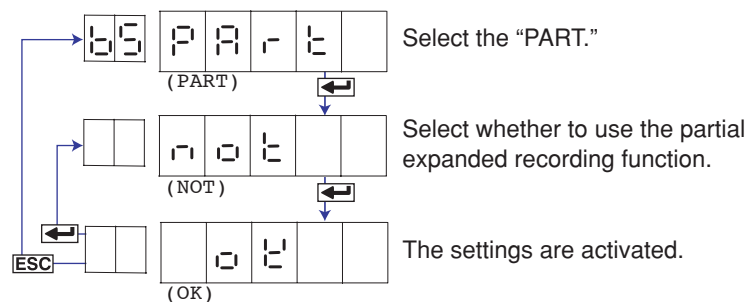 b5 PArt
Select the “PART.”
(PART)
not
Select whether to use the partial
expanded recording function.
(NOT)
ESC
oK
The settings are activated.
(OK)